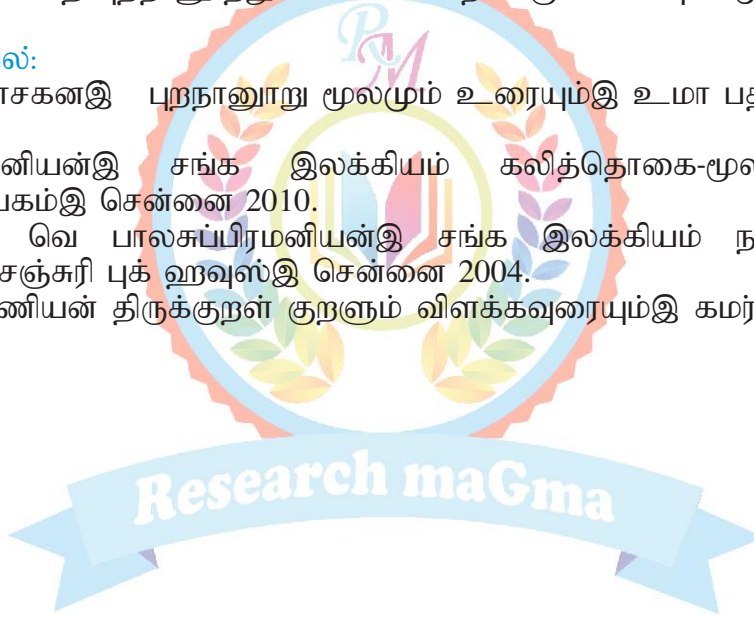 ல்:
ாசகனஇ புறநானுாறு மூலமும் உரையும்இ உமா பத
னியன்இ சங்க இலக்கியம் கலித்தொகை-மூல
பகம்இ சென்னை 2010.
வெ பாலசுப்பிரமனியன்இ சங்க இலக்கியம் ந
சஞ்சுரி புக் ஹவுஸ்இ சென்னை 2004.
ணியன் திருக்குறள் குறளும் விளக்கவுரையும்இ கமர்
RM
Research maGma